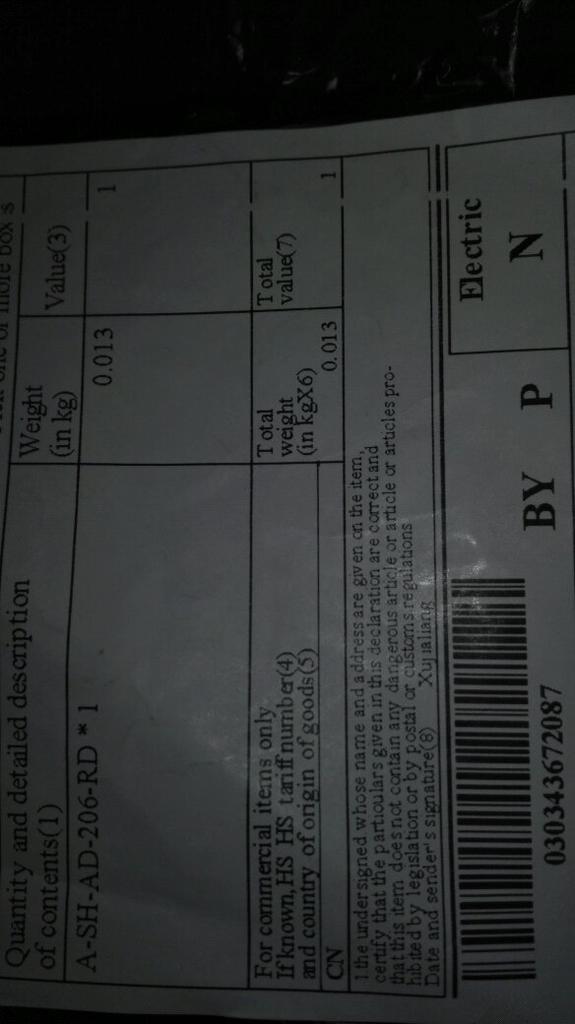 Quantity and detailed description
of contents(1)
Weight
(in kg)
Value(3)
A-SH-AD-206-RD * 1
0.013
1
For commercial items only
If known,HS HS tariff number(4)
and country of origin of goods(5)
Total
weight
(in kgX6)
Total
value(7)
CN
0.013
1
I the undersigned whose name and address are given on the item,
certify that the particulars given in this declaration are correct and
that this item does not contain any dangerous article or article or articles pro-
hibited by legislation or by postal or customs regulations
Date and sender's signature(8) Xujialiang
Electric
BY P N
030343672087